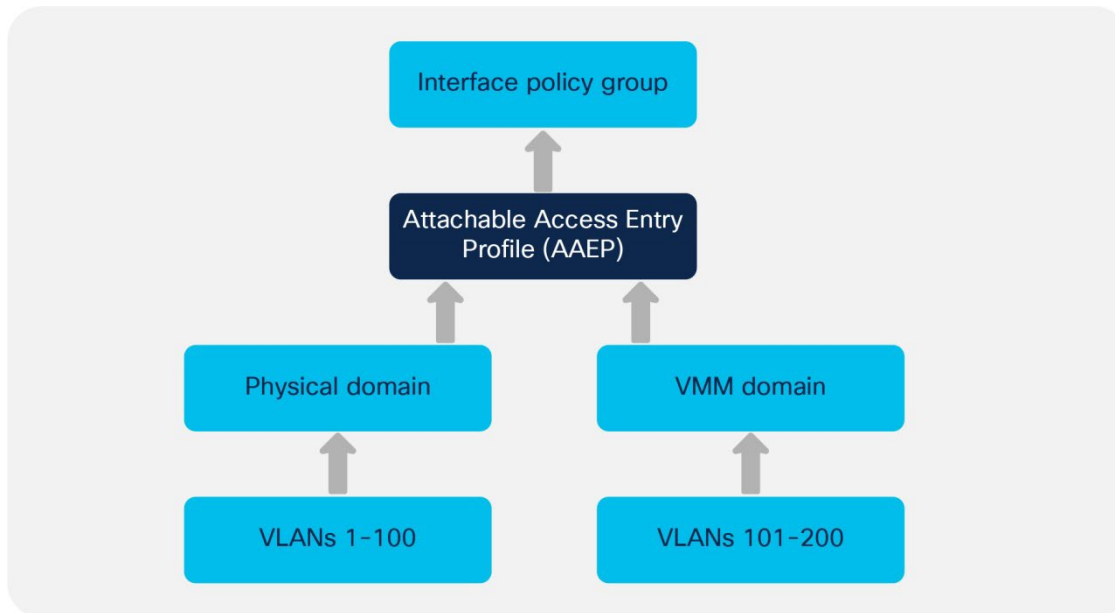 Interface policy group
Attachable Access Entry
Profile (AAEP)
Physical domain
VMM domain
VLANs 1-100
VLANs 101-200